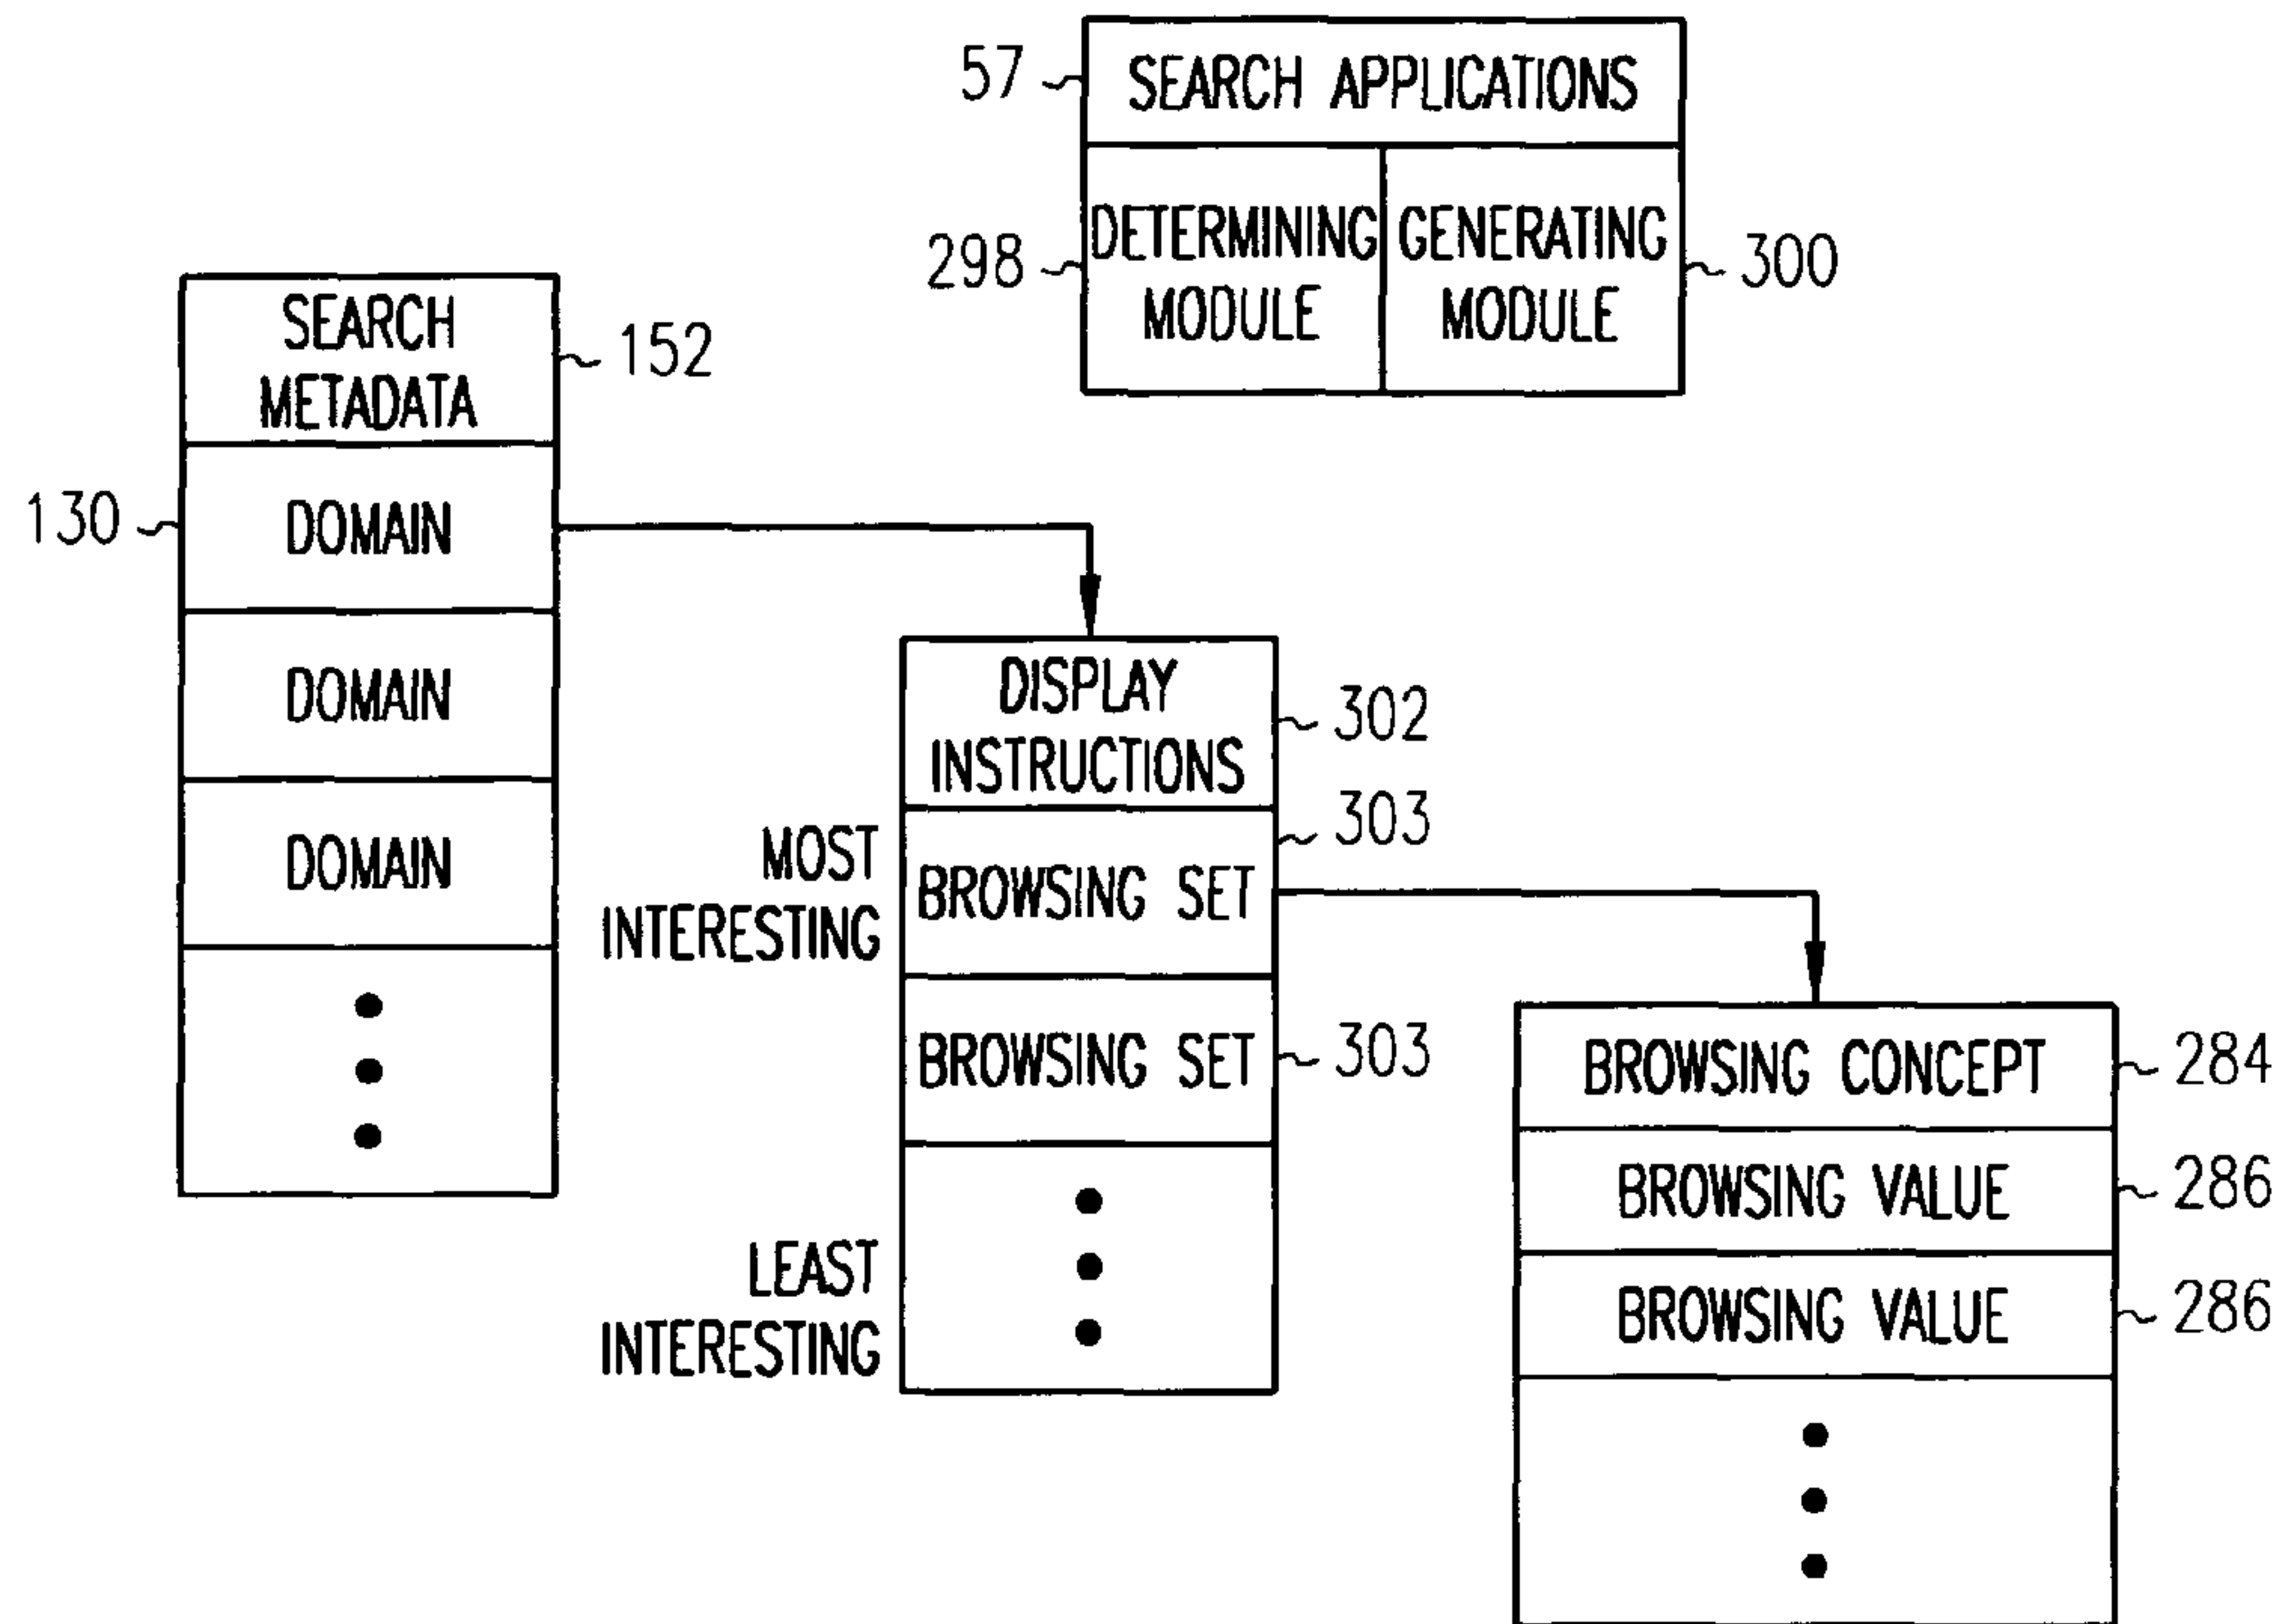 57
SEARCH APPLICATIONS
298
DETERMINING
MODULE
GENERATING
MODULE
300
SEARCH
METADATA
152
130
DOMAIN
DOMAIN
DOMAIN
DISPLAY
INSTRUCTIONS
302
MOST
INTERESTING
303
BROWSING SET
BROWSING SET
303
LEAST
INTERESTING
BROWSING CONCEPT
284
BROWSING VALUE
286
BROWSING VALUE
286